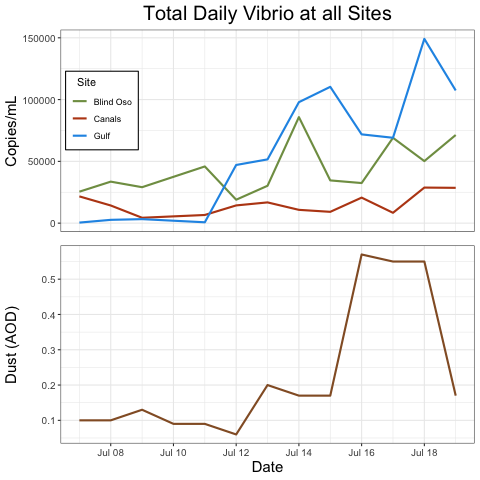 Total Daily Vibrio at all Sites
Copies/mL
150000
100000
50000
0
Site
Blind Oso
Canals
Gulf
Dust (AOD)
0.5
0.4
0.3
0.2
0.1
Jul 08 Jul 10 Jul 12 Jul 14 Jul 16 Jul 18
Date